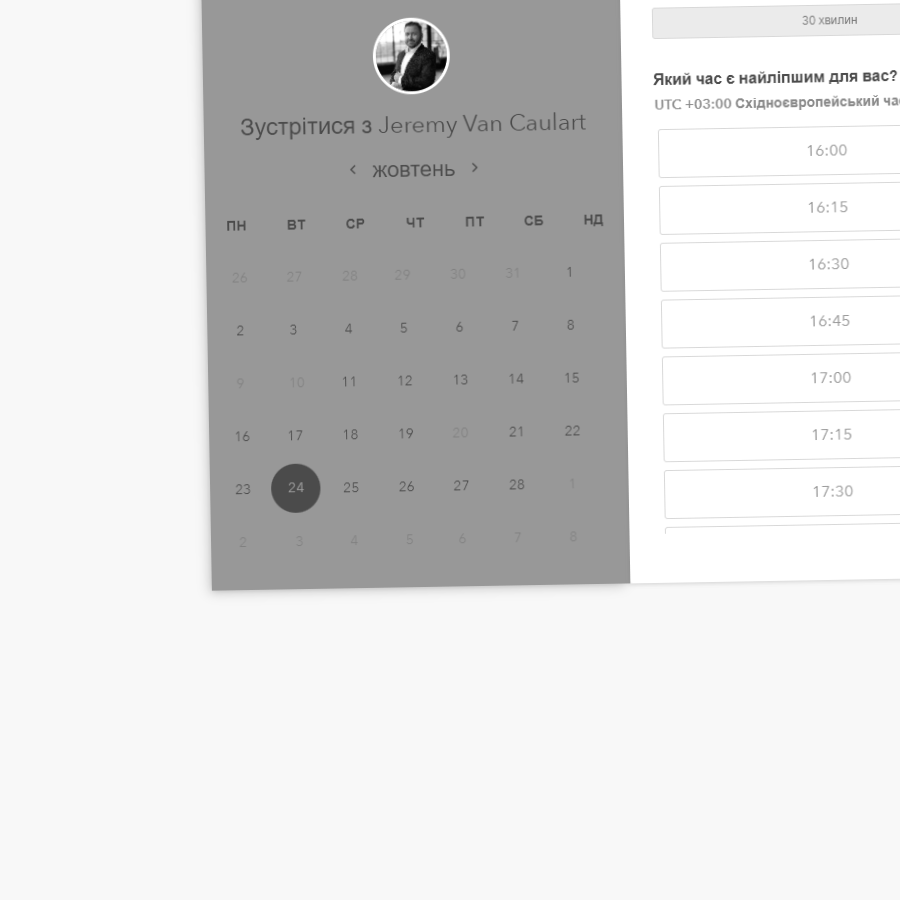 Зустрітися з Jeremy Van Caulart
‹ жовтень ›
ПН ВТ СР ЧТ ПТ СБ НД
26 27 28 29 30 31 1
2 3 4 5 6 7 8
9 10 11 12 13 14 15
16 17 18 19 20 21 22
23 24 25 26 27 28 1
2 3 4 5 6 7 8
30 хвилин
Який час є найліпшим для вас?
UTC +03:00 Східноєвропейський
16:00
16:15
16:30
16:45
17:00
17:15
17:30